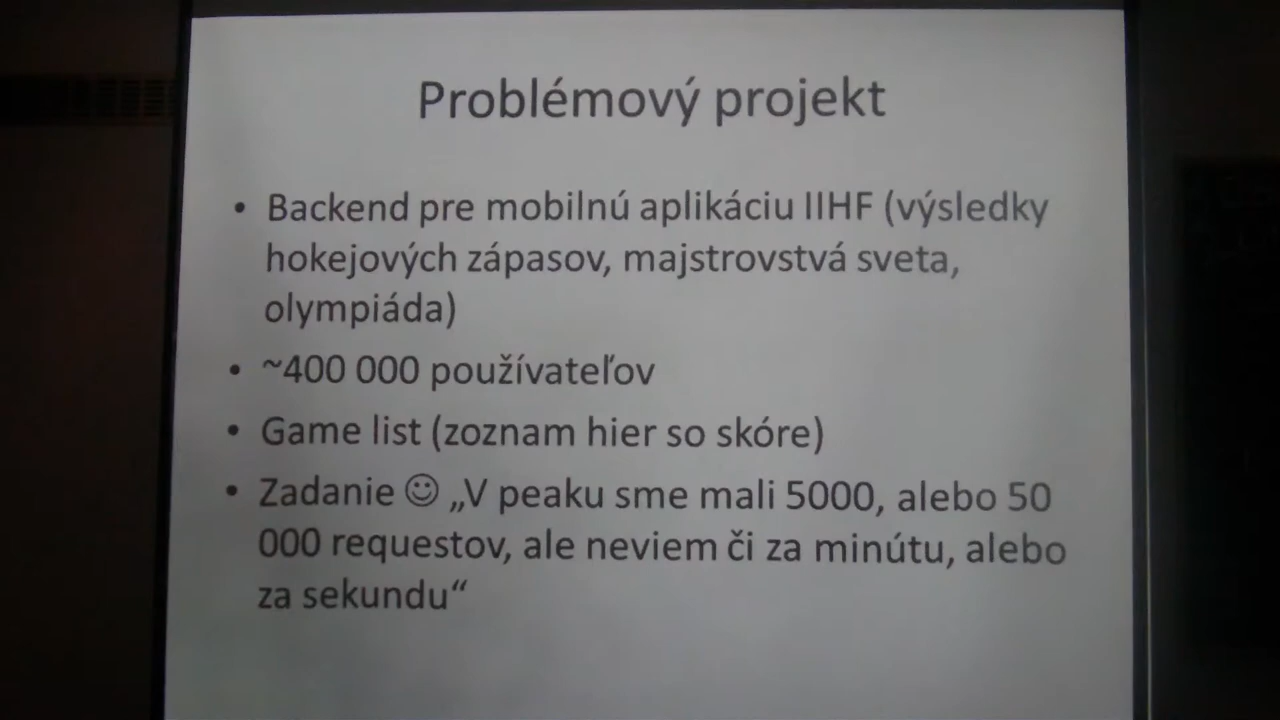 Problémový projekt
• Backend pre mobilnú aplikáciu IIHF (výsledky
hokejových zápasov, majstrovstvá sveta,
olympiáda)
• ~400 000 používateľov
• Game list (zoznam hier so skóre)
• Zadanie ☺ „V peaku sme mali 5000, alebo 50
000 requestov, ale neviem či za minútu, alebo
za sekundu“